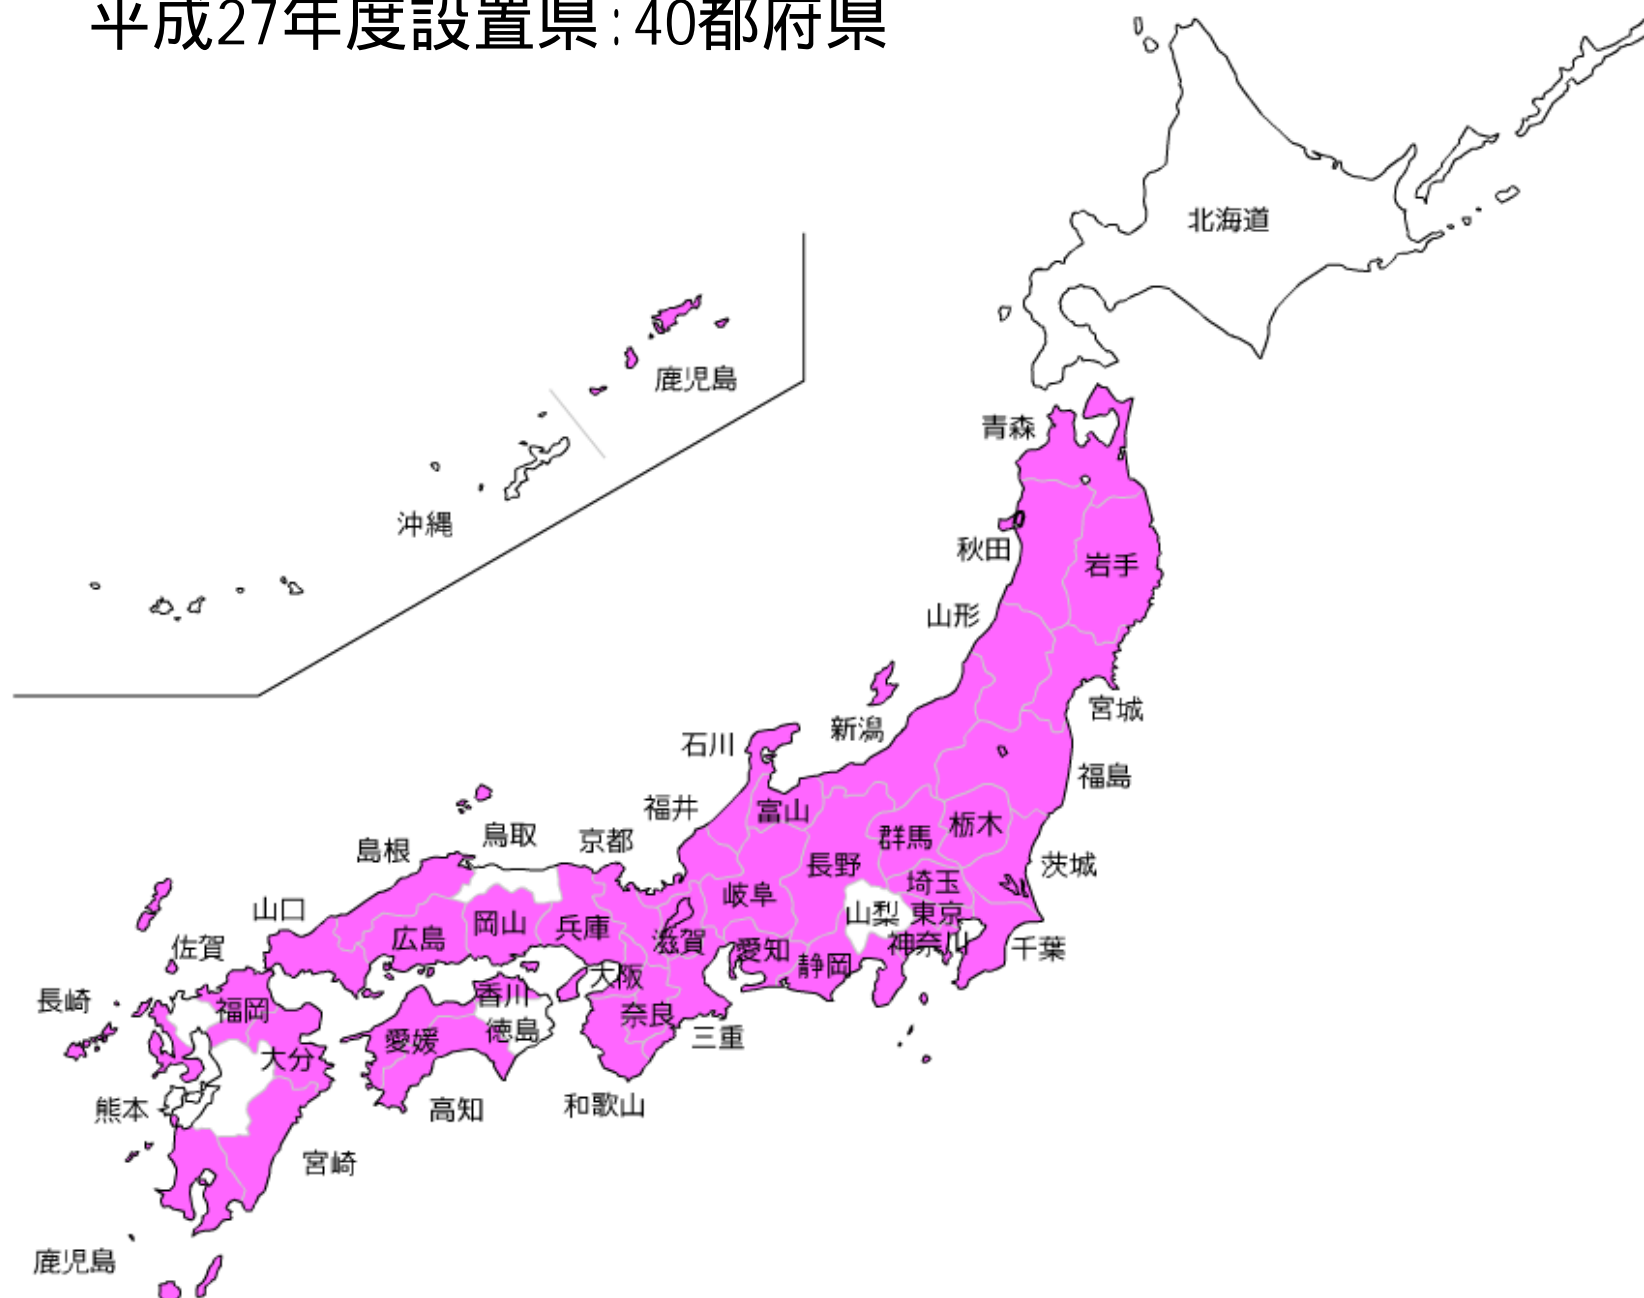 平成27年度設置県：40都府県
北海道
鹿児島
青森
沖縄
秋田
岩手
山形
宮城
新潟
石川
福島
福井
富山
栃木
群馬
鳥取
京都
島根
長野
茨城
埼玉
岐阜
山口
山梨
東京
岡山
兵庫
広島
滋賀
神奈川
佐賀
愛知
千葉
静岡
大阪
香川
長崎
福岡
奈良
徳島
三重
愛媛
大分
熊本
高知
和歌山
宮崎
鹿児島